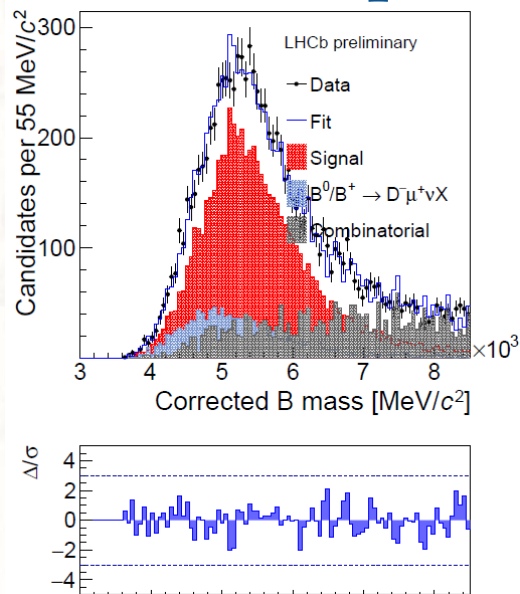 Candidates per 55 MeV/c²
300
200
100
LHCb preliminary
Data
Fit
Signal
B⁰/B⁺ → D⁻μ⁺νX
Combinatorial
3 4 5 6 7 8
×10³
Corrected B mass [MeV/c²]
Δ/σ
4
2
0
−2
−4